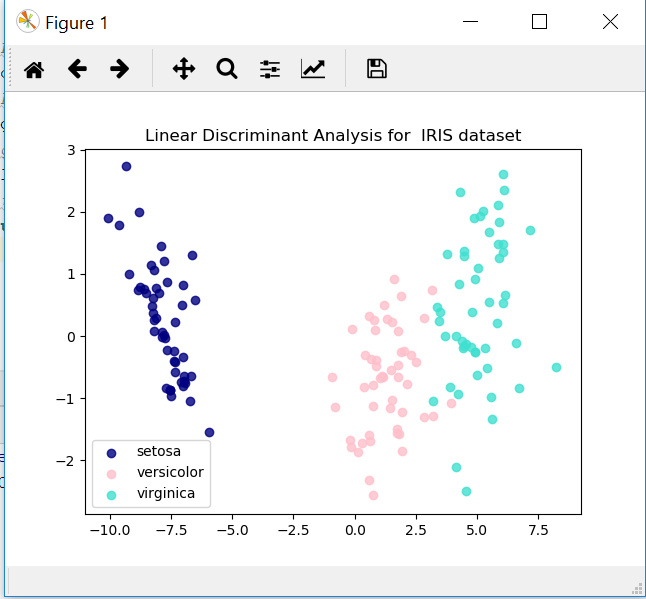 Figure 1
Linear Discriminant Analysis for  IRIS dataset
3
2
1
0
−1
−2
setosa
versicolor
virginica
−10.0 −7.5 −5.0 −2.5 0.0 2.5 5.0 7.5